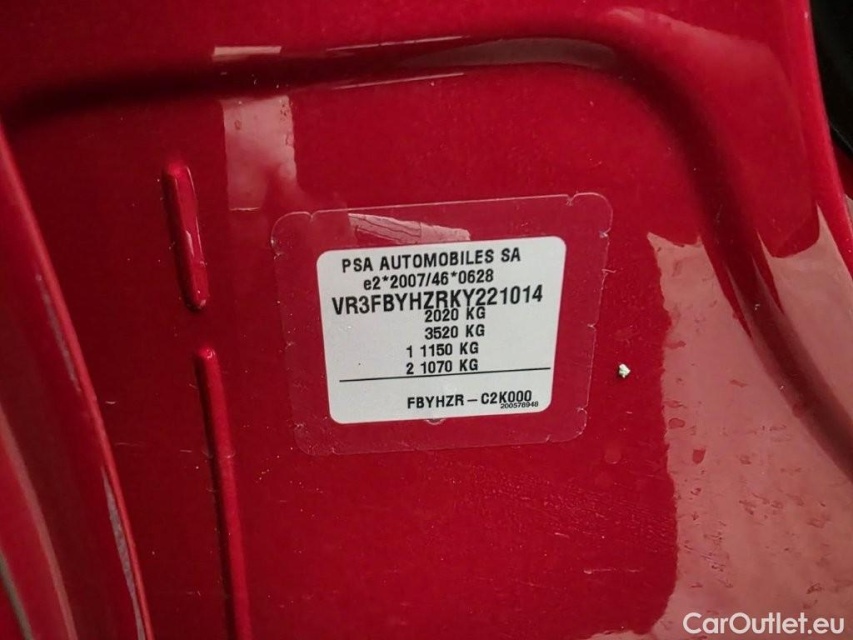 PSA AUTOMOBILES SA
e2*2007/46*0628
VR3FBYHZRKY221014
2020 KG
3520 KG
1 1150 KG
2 1070 KG
FBYHZR-C2K000
200576948
CarOutlet.eu